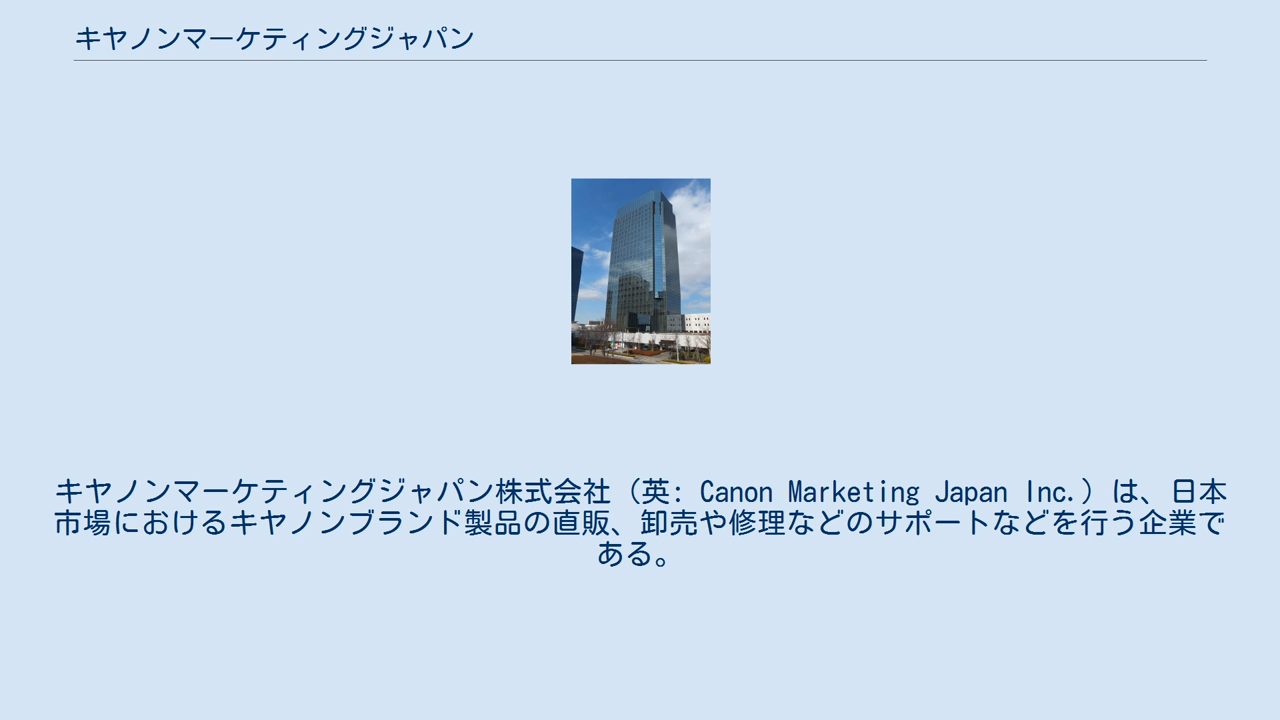 キヤノンマーケティングジャパン
キヤノンマーケティングジャパン株式会社（英: Canon Marketing Japan Inc.）は、日本
市場におけるキヤノンブランド製品の直販、卸売や修理などのサポートなどを行う企業で
ある。